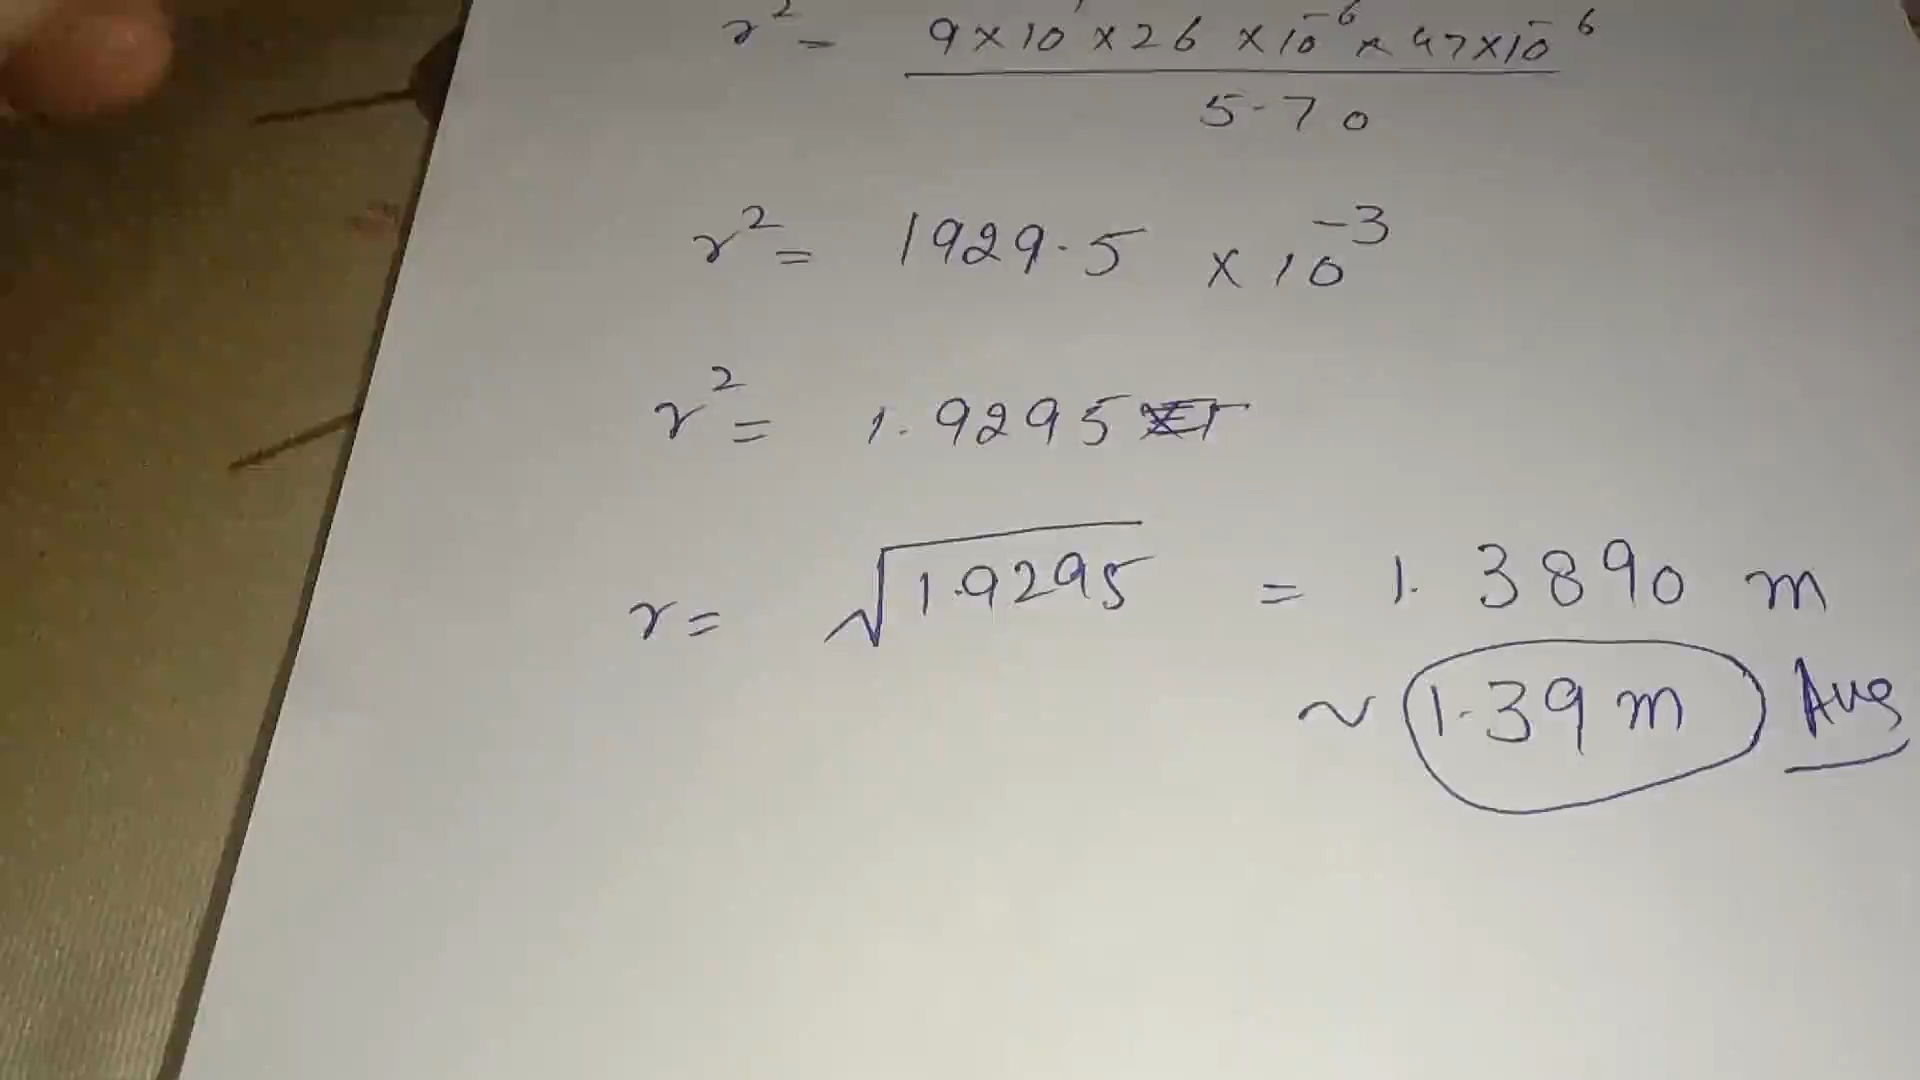 r² = 9 × 10 × 26 × 10⁻⁶ × 47 × 10⁻⁶
5.70
r² = 1929.5 × 10⁻³
r² = 1.9295
r = √1.9295 = 1.3890 m
~ 1.39 m Ans